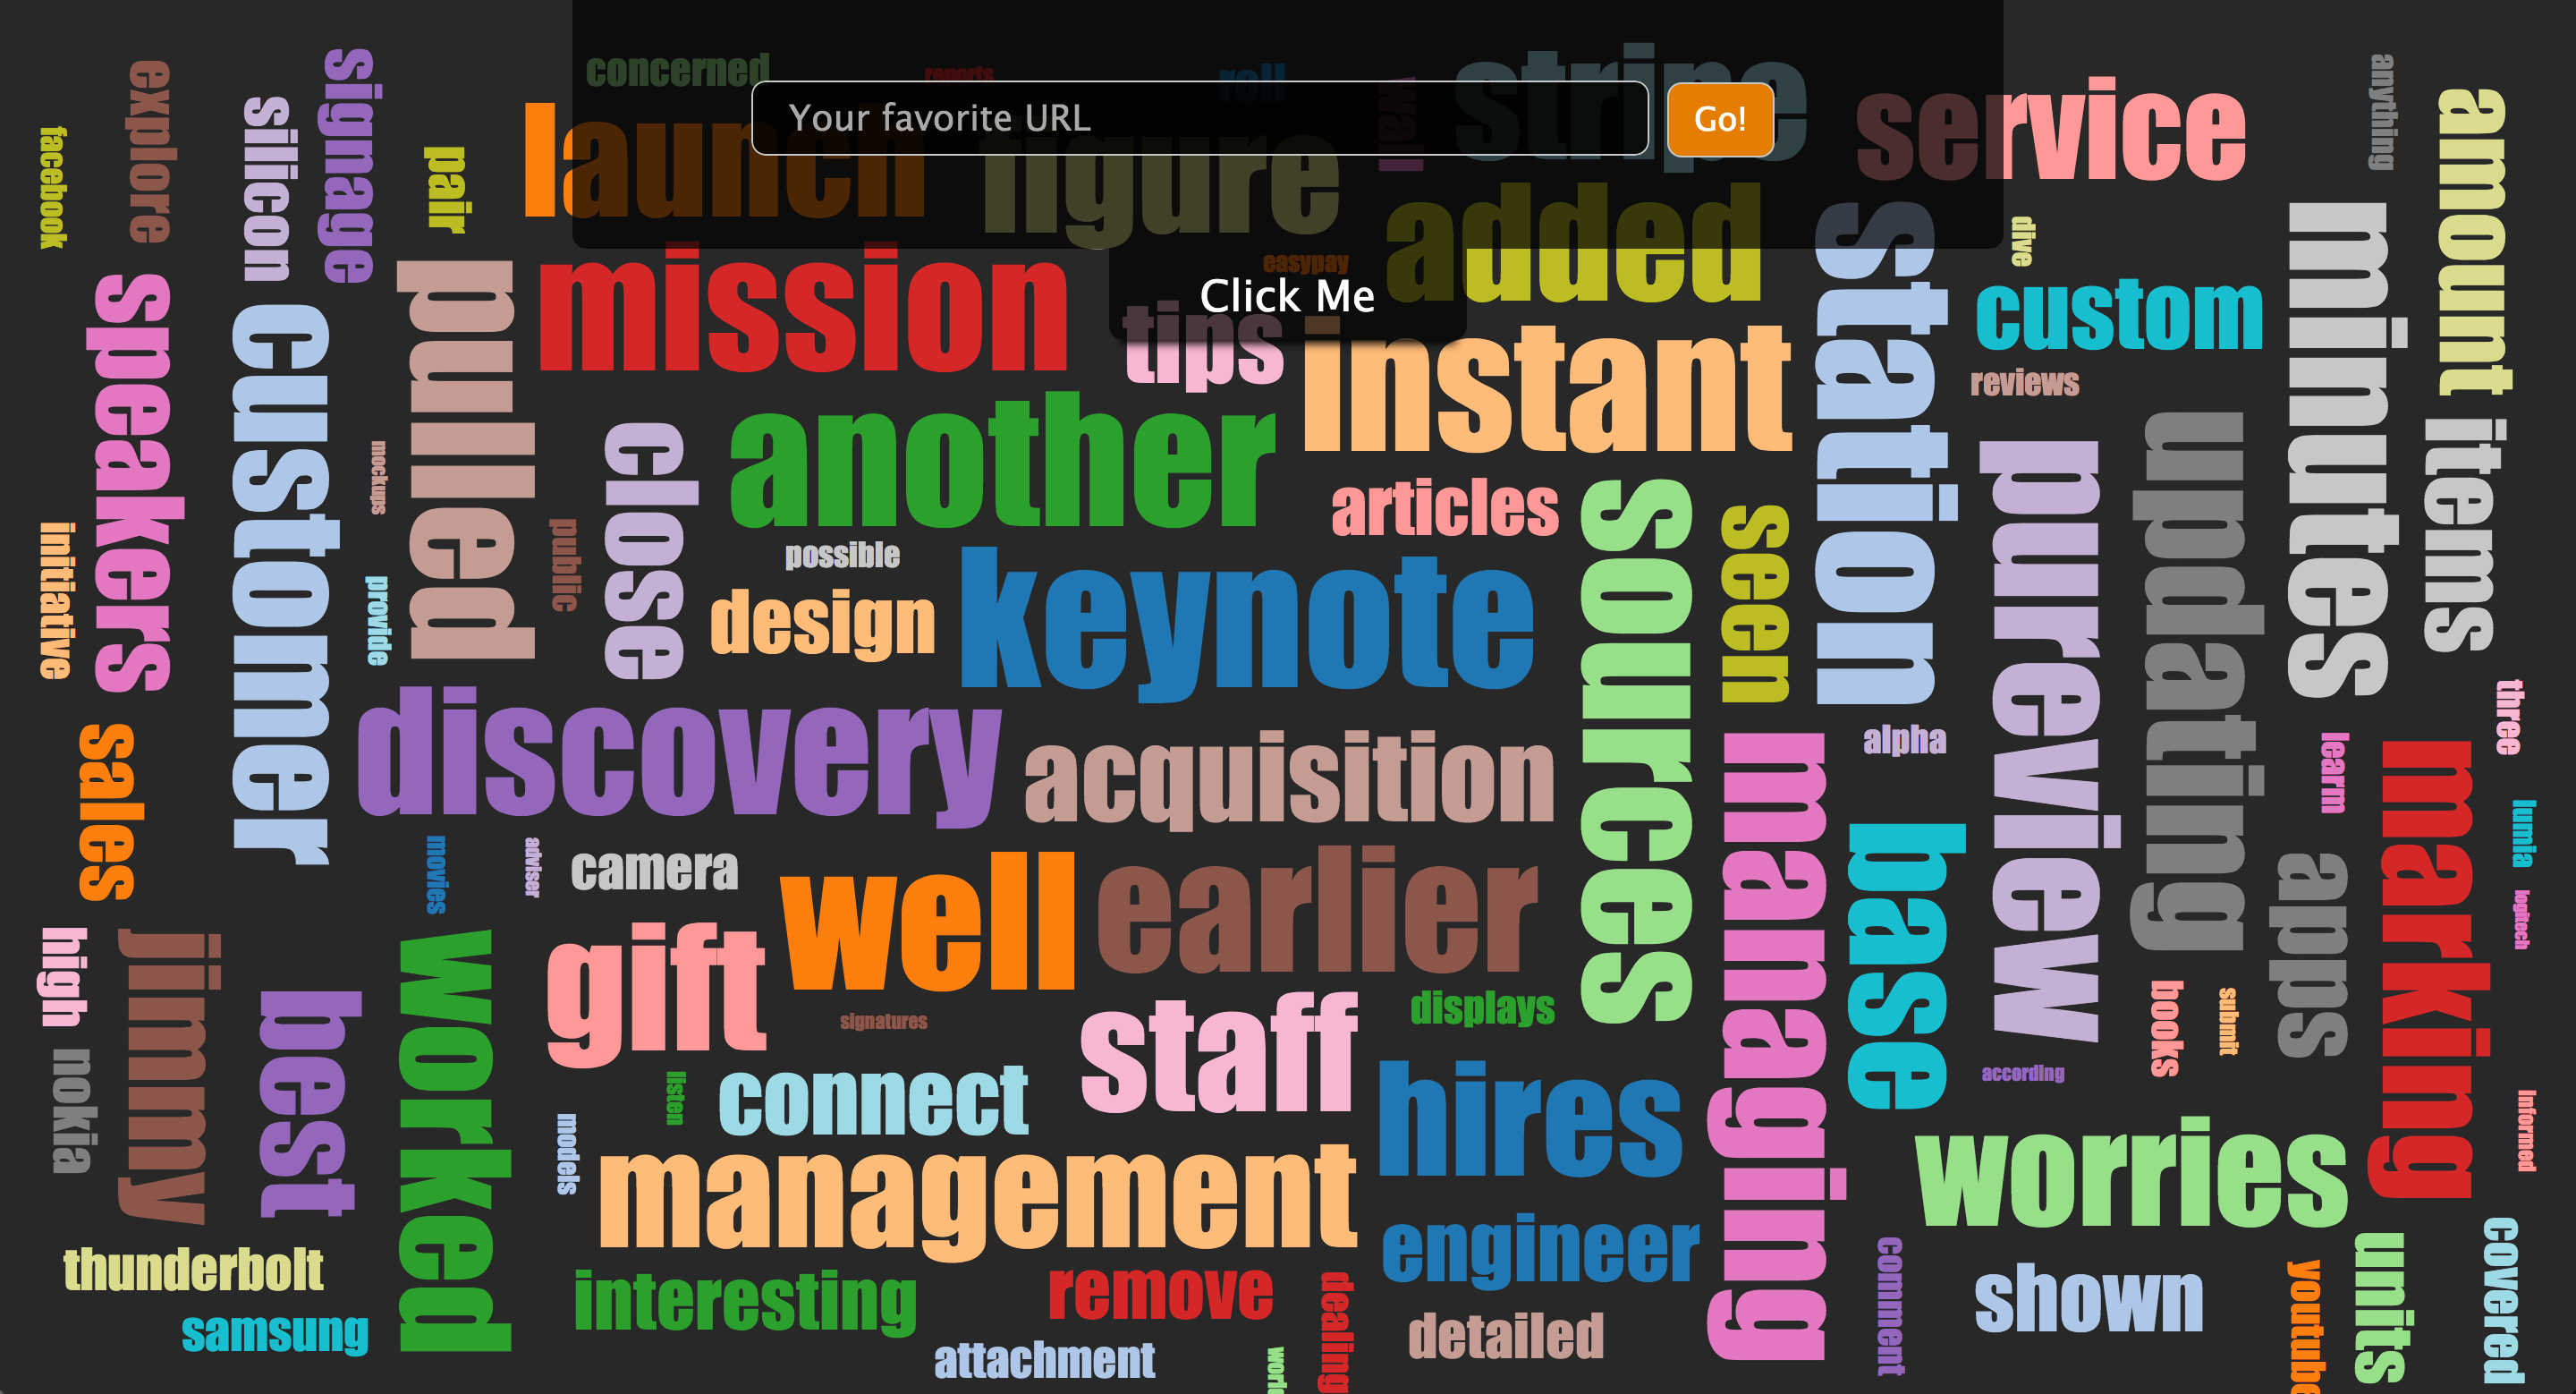 concerned
reports
roll
wall
stripe
Your favorite URL
Go!
service
anything
amount
facebook
explore
silicon
signage
pair
launch
figure
added
dive
minutes
station
easypay
Click Me
mission
tips
instant
custom
reviews
speakers
customer
pulled
another
close
mockups
public
articles
possible
keynote
design
sources
seen
pureview
updating
items
initiative
provide
discovery
acquisition
alpha
three
learm
marking
lumia
sales
movies
adviser
camera
well
earlier
managing
base
apps
logitech
high
jimmy
best
worked
gift
signatures
staff
displays
according
books
submit
nokia
listen
connect
hires
models
management
informed
worries
thunderbolt
samsung
interesting
remove
dealing
engineer
detailed
comment
shown
youtube
units
covered
attachment